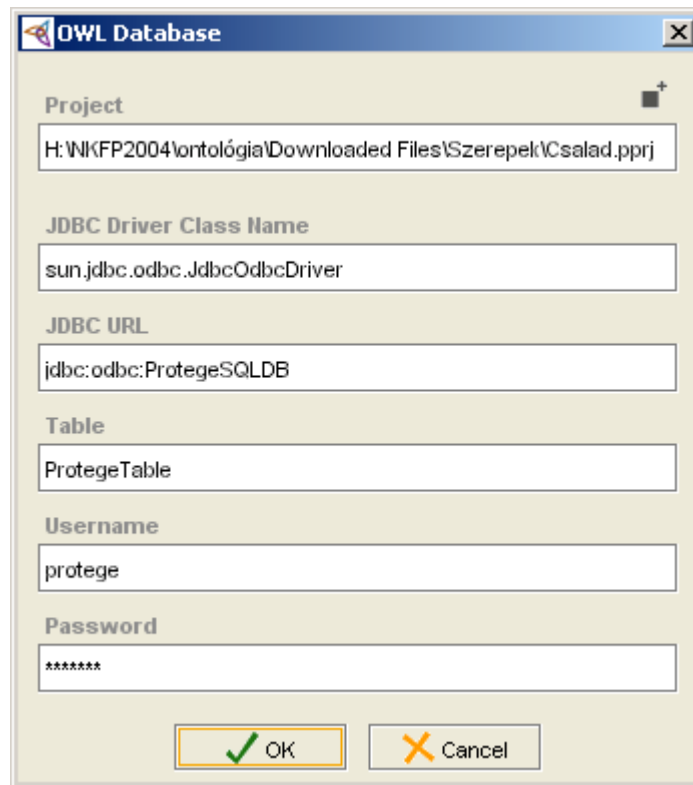 OWL Database
Project
H:\NKFP2004\ontológia\Downloaded Files\Szerepek\Csalad.pprj
JDBC Driver Class Name
sun.jdbc.odbc.JdbcOdbcDriver
JDBC URL
jdbc:odbc:ProtegeSQLDB
Table
ProtegeTable
Username
protege
Password
*******
OK Cancel